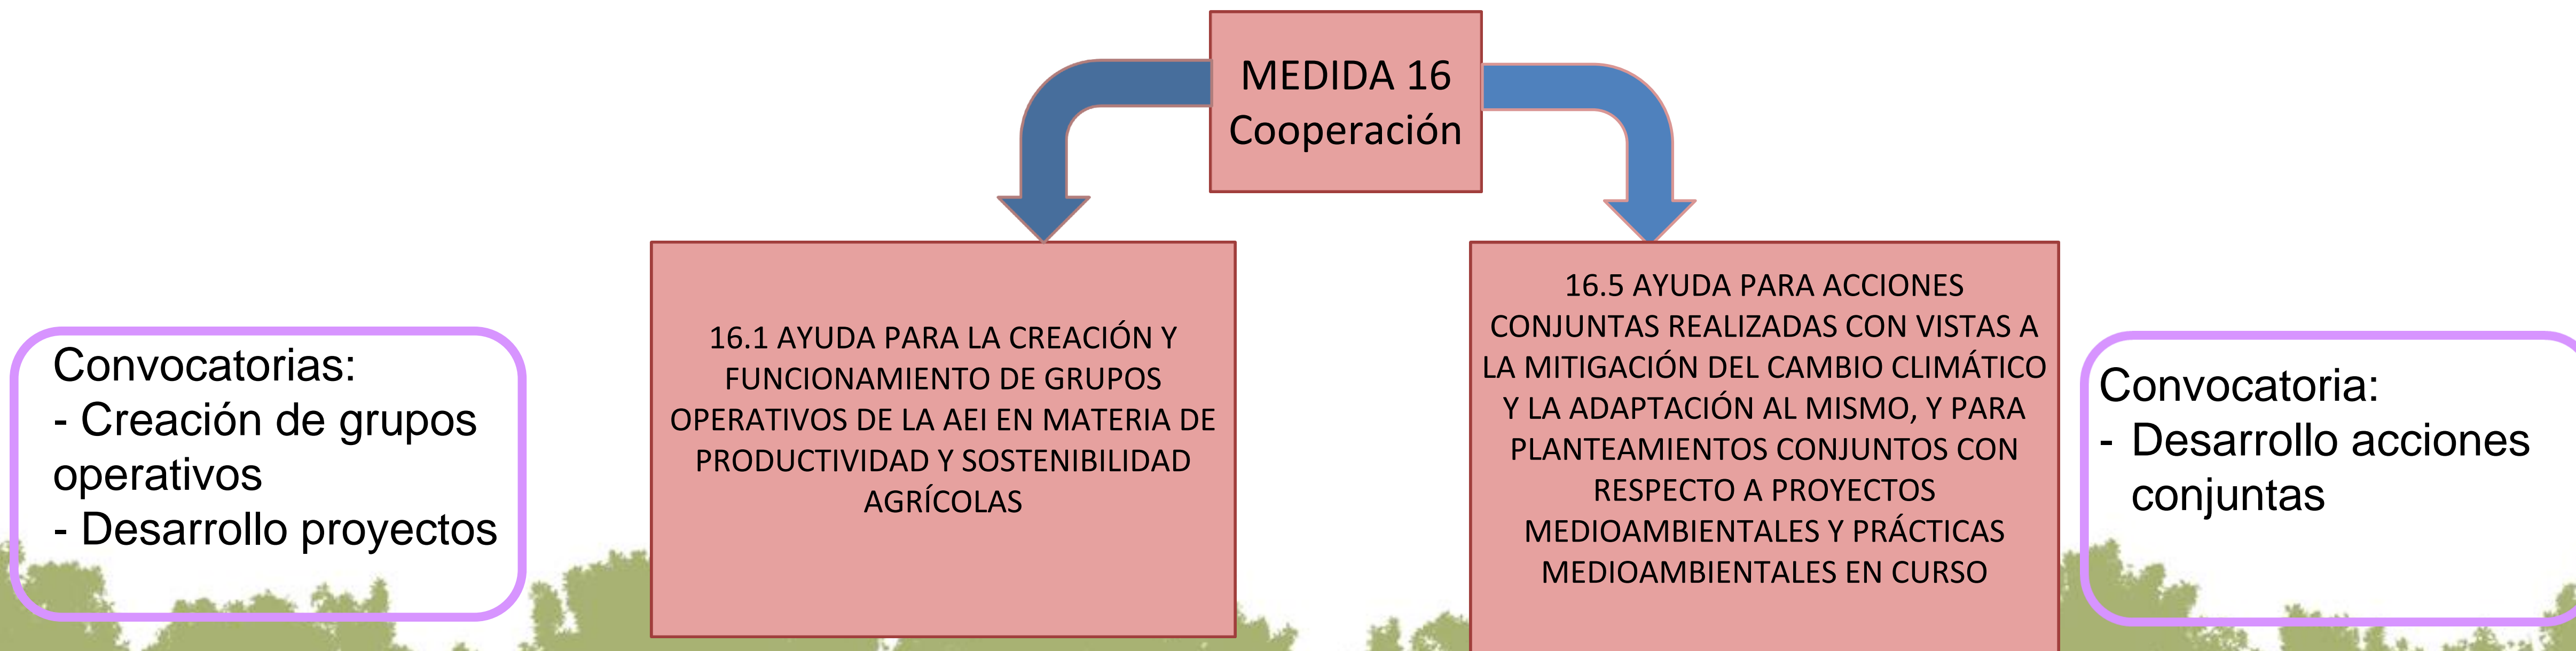 MEDIDA 16
Cooperación
Convocatorias:
- Creación de grupos
operativos
- Desarrollo proyectos
16.1 AYUDA PARA LA CREACIÓN Y
FUNCIONAMIENTO DE GRUPOS
OPERATIVOS DE LA AEI EN MATERIA DE
PRODUCTIVIDAD Y SOSTENIBILIDAD
AGRÍCOLAS
16.5 AYUDA PARA ACCIONES
CONJUNTAS REALIZADAS CON VISTAS A
LA MITIGACIÓN DEL CAMBIO CLIMÁTICO
Y LA ADAPTACIÓN AL MISMO, Y PARA
PLANTEAMIENTOS CONJUNTOS CON
RESPECTO A PROYECTOS
MEDIOAMBIENTALES Y PRÁCTICAS
MEDIOAMBIENTALES EN CURSO
Convocatoria:
- Desarrollo acciones
conjuntas